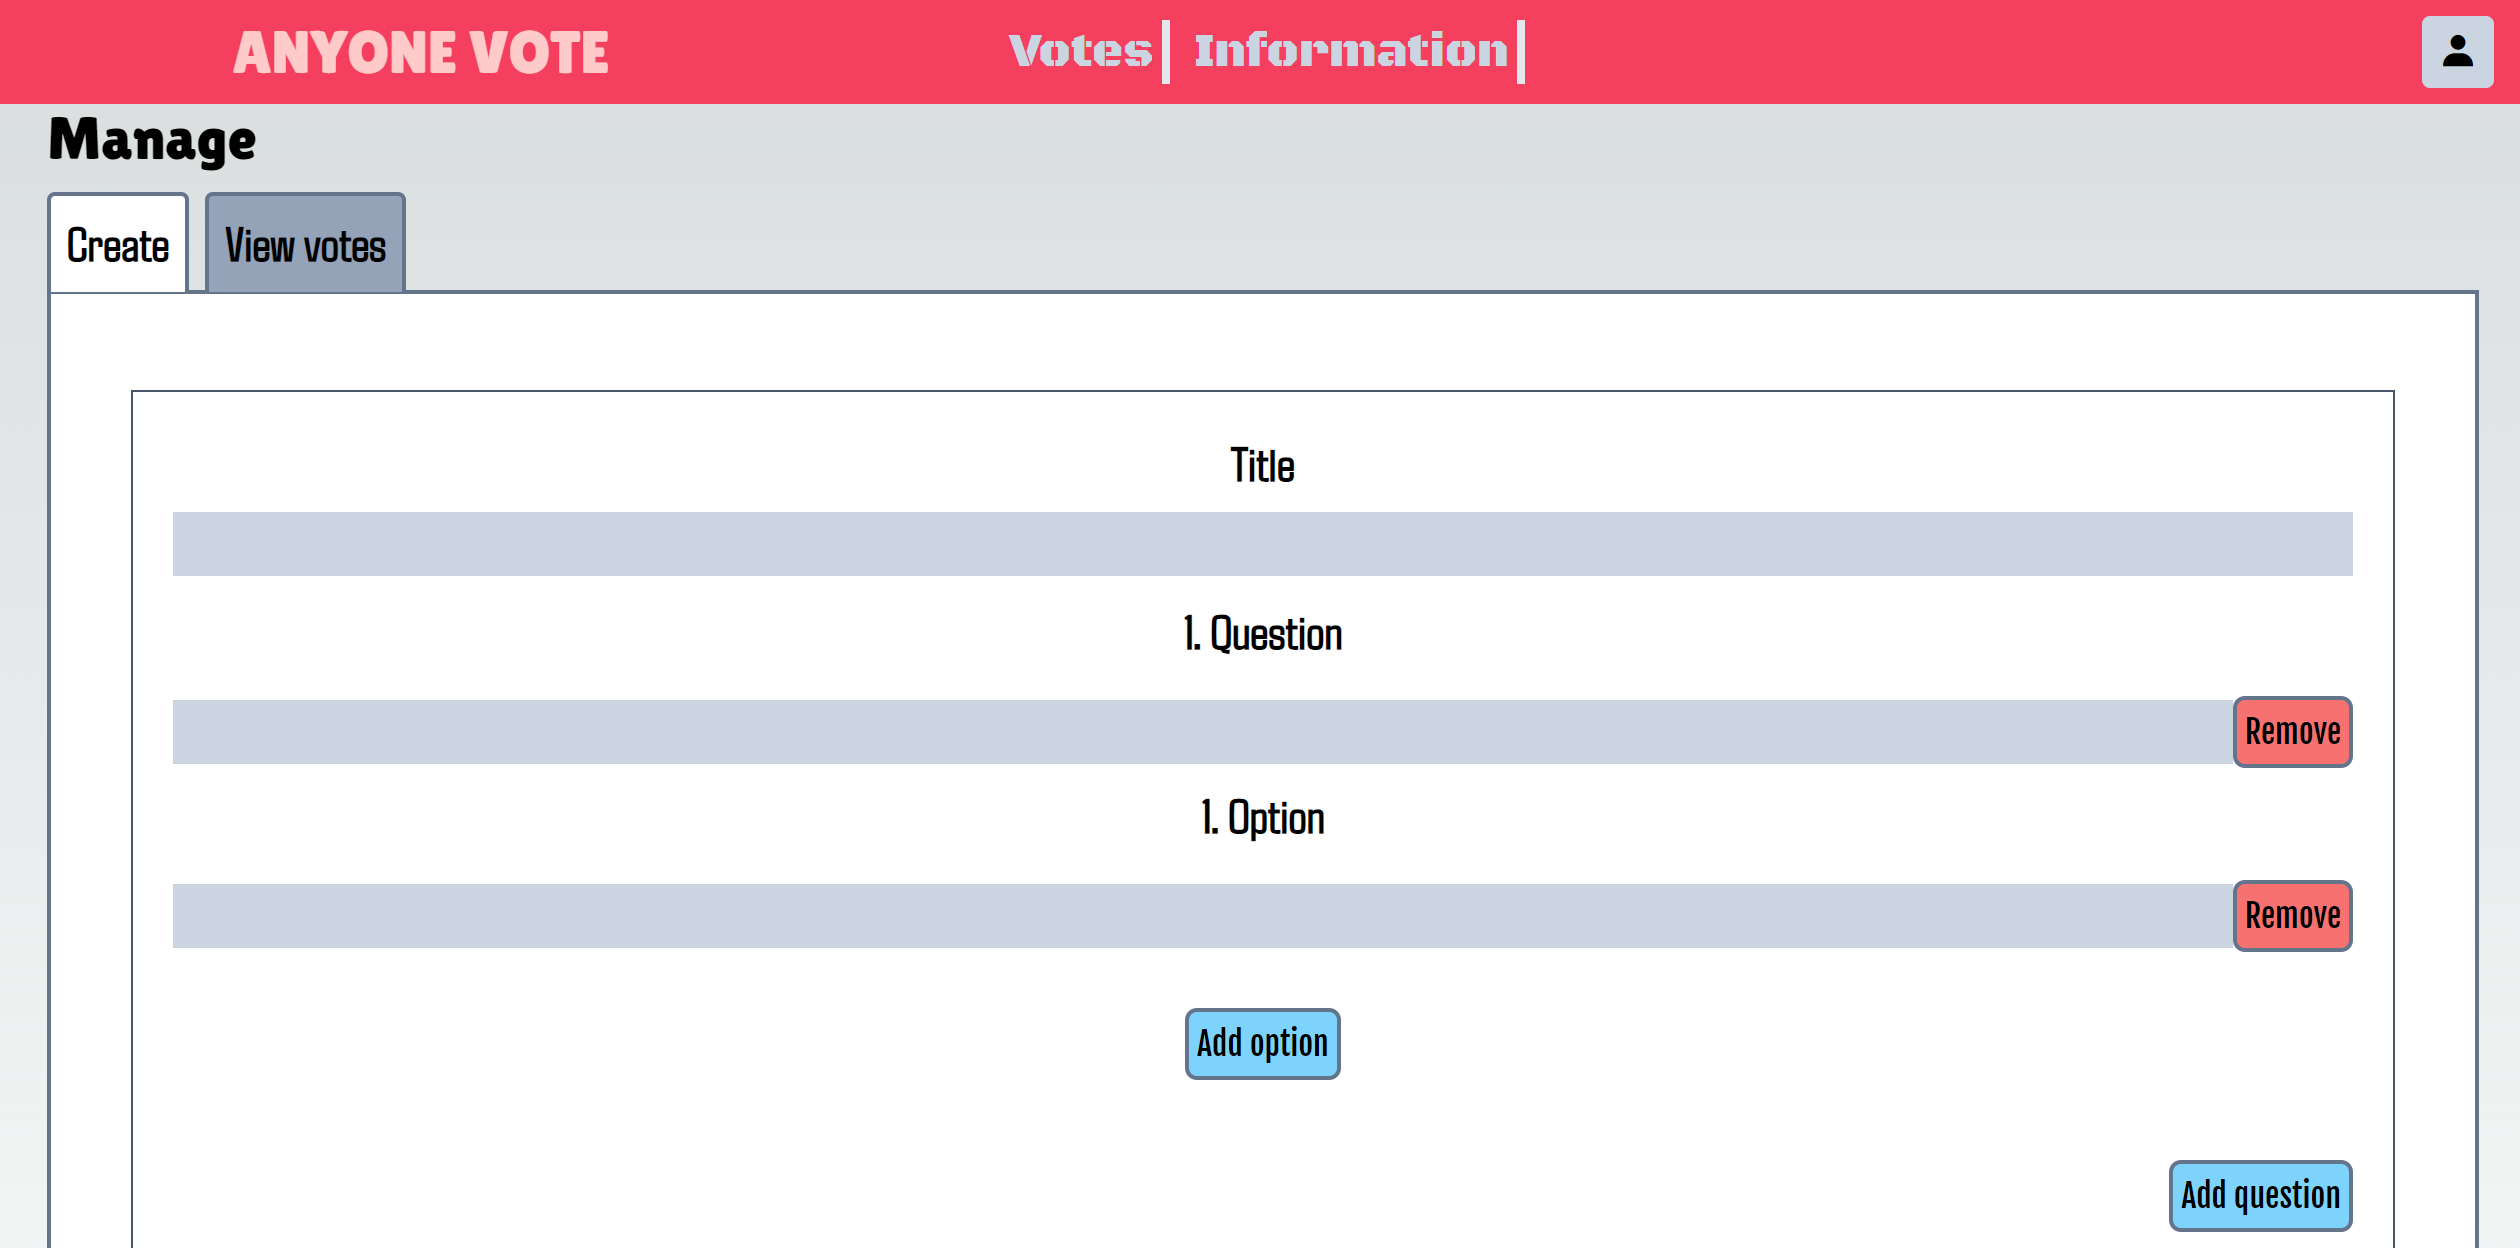 ANYONE VOTE
Votes Information
Manage
Create View votes
Title
1. Question
Remove
1. Option
Remove
Add option
Add question